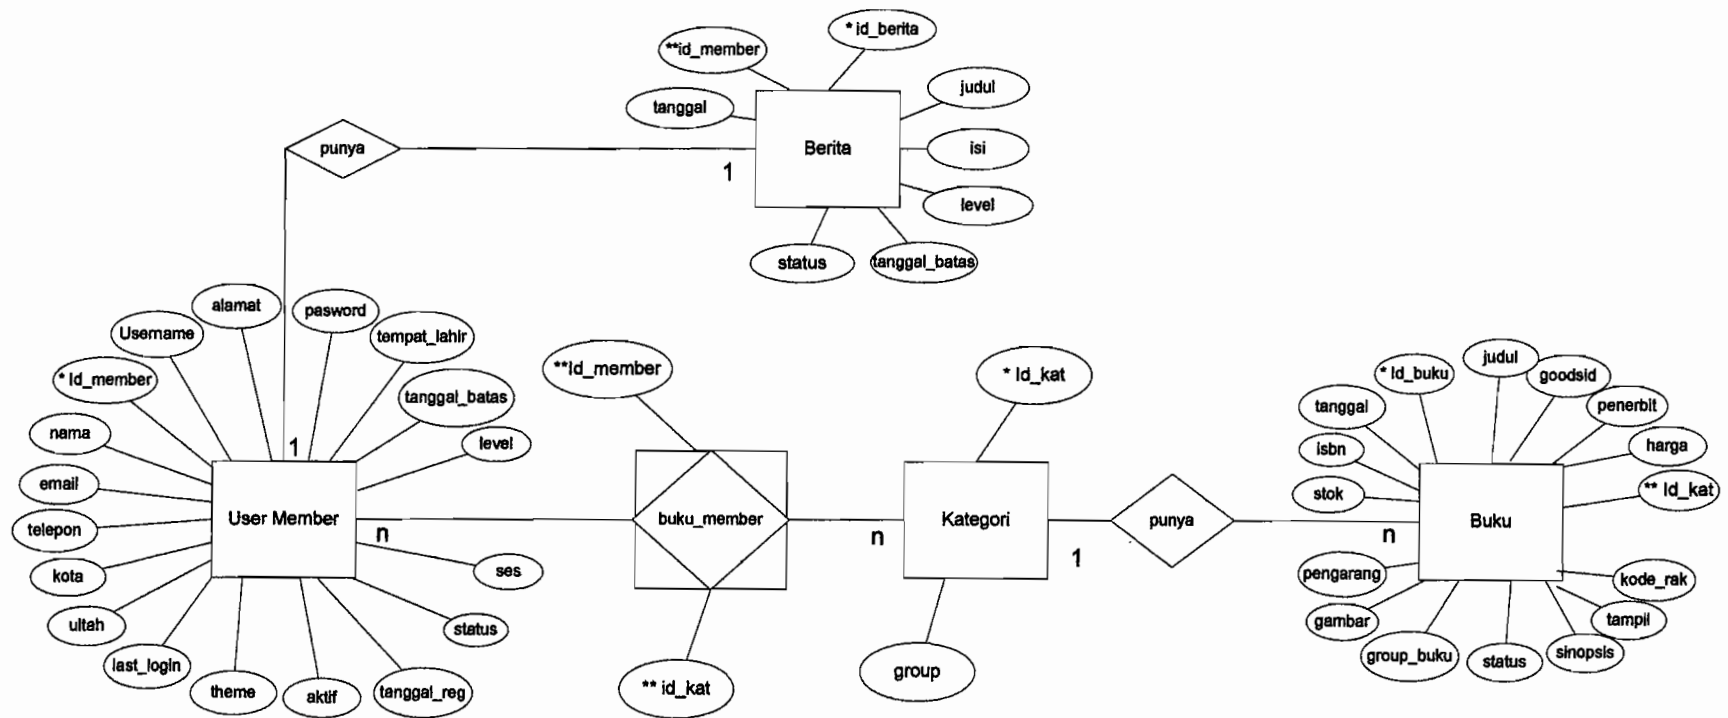 * id_berita
**id_member
judul
tanggal
punya
Berita
isi
1
level
status
tanggal_batas
alamat
pasword
Username
tempat_lahir
* Id_member
tanggal_batas
nama
level
1
email
User Member
telepon
n
kota
ses
ultah
status
last_login
theme
aktif
tanggal_reg
**Id_member
buku_member
** id_kat
n
* Id_kat
Kategori
group
1
punya
n
judul
* Id_buku
goodsid
tanggal
penerbit
isbn
harga
stok
** Id_kat
Buku
pengarang
kode_rak
gambar
tampil
group_buku
status
sinopsis